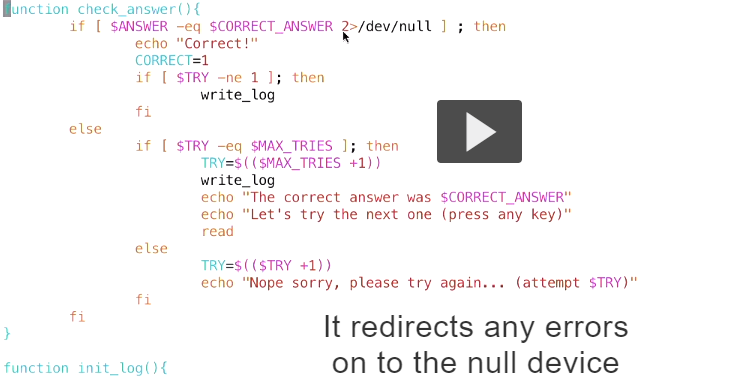 function check_answer(){
if [ $ANSWER -eq $CORRECT_ANSWER 2>/dev/null ] ; then
echo "Correct!"
CORRECT=1
if [ $TRY -ne 1 ]; then
write_log
fi
else
if [ $TRY -eq $MAX_TRIES ]; then
TRY=$(($MAX_TRIES +1))
write_log
echo "The correct answer was $CORRECT_ANSWER"
echo "Let's try the next one (press any key)"
read
else
TRY=$(($TRY +1))
echo "Nope sorry, please try again... (attempt $TRY)"
fi
fi
}
function init_log(){
It redirects any errors
on to the null device